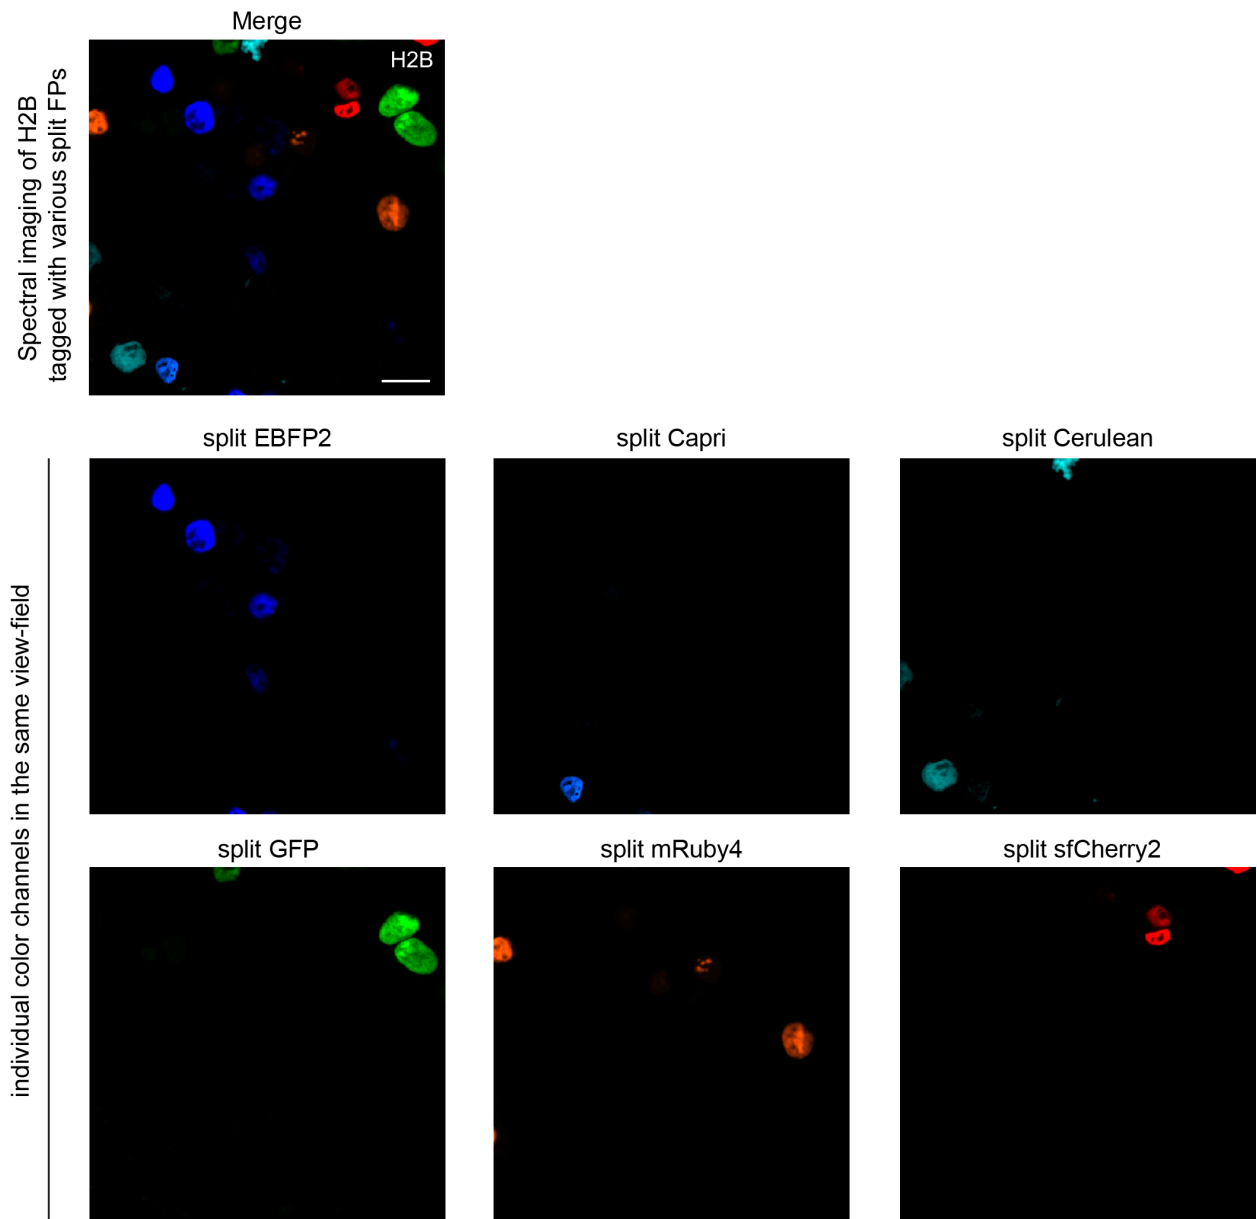 Merge
H2B
Spectral imaging of H2B
tagged with various split FPs
split EBFP2
split Capri
split Cerulean
individual color channels in the same view-field
split GFP
split mRuby4
split sfCherry2